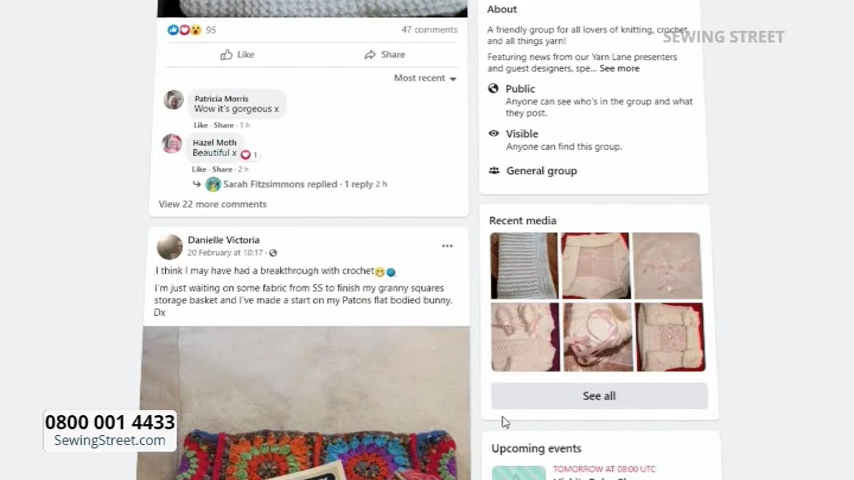 95
47 comments
Like
Share
Most recent
Patricia Morris
Wow it's gorgeous x
Like · Share · 1 h
Hazel Moth
Beautiful x
1
Like · Share · 2 h
Sarah Fitzsimmons replied · 1 reply 2 h
View 22 more comments
Danielle Victoria
20 February at 10:17 ·
I think I may have had a breakthrough with crochet
I'm just waiting on some fabric from SS to finish my granny squares
storage basket and I've made a start on my Patons flat bodied bunny.
Dx
About
A friendly group for all lovers of knitting, crochet
and all things yarn!
Featuring news from our Yarn Lane presenters
and guest designers, spe... See more
Public
Anyone can see who's in the group and what
they post.
Visible
Anyone can find this group.
General group
Recent media
See all
Upcoming events
TOMORROW AT 08:00 UTC
SEWING STREET
0800 001 4433
SewingStreet.com